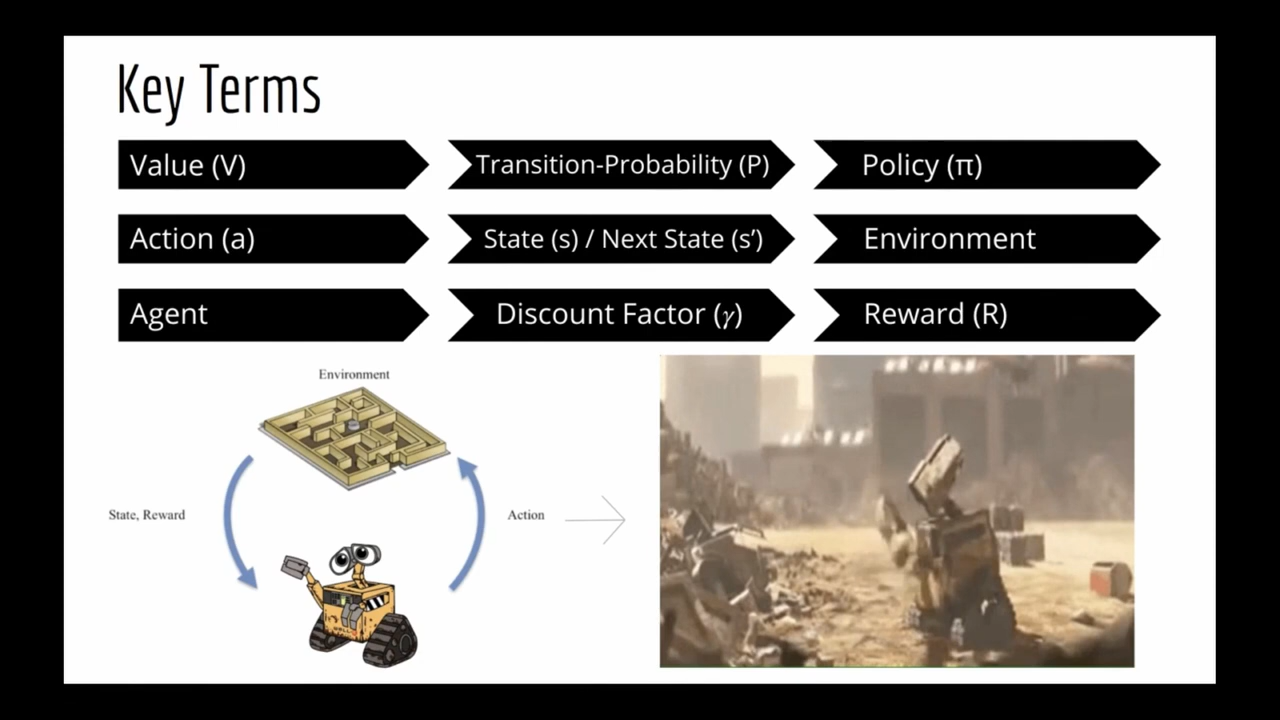 Key Terms
Value (V)
Transition-Probability (P)
Policy (π)
Action (a)
State (s) / Next State (s’)
Environment
Agent
Discount Factor (𝛾)
Reward (R)
Environment
State, Reward
Action